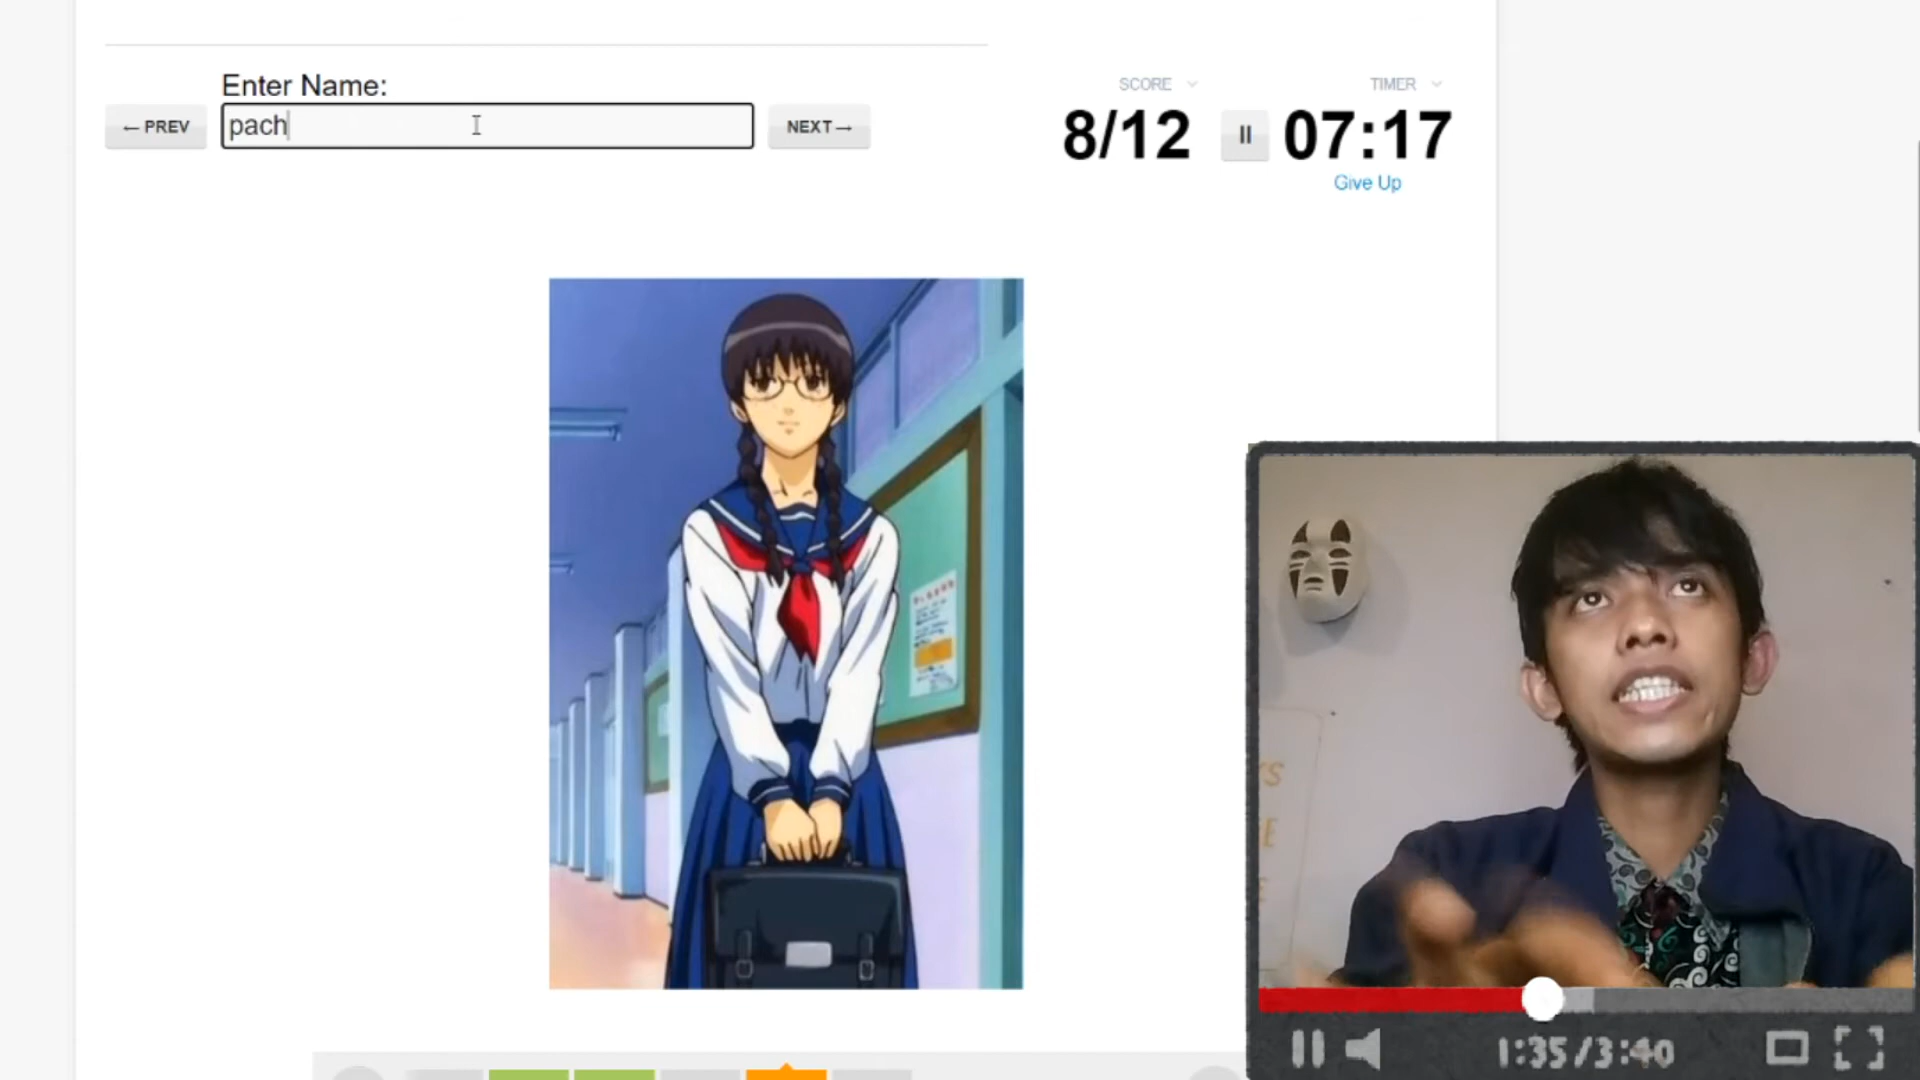 Enter Name:
← PREV
pach
NEXT→
SCORE
8/12
TIMER
07:17
Give Up
1:35/3:40